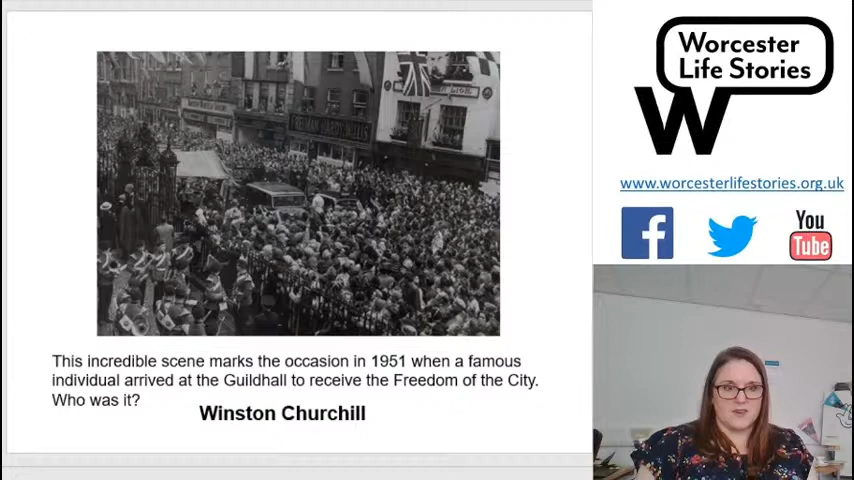 Worcester
Life Stories
W
www.worcesterlifestories.org.uk
f
You
Tube
This incredible scene marks the occasion in 1951 when a famous
individual arrived at the Guildhall to receive the Freedom of the City.
Who was it?
Winston Churchill